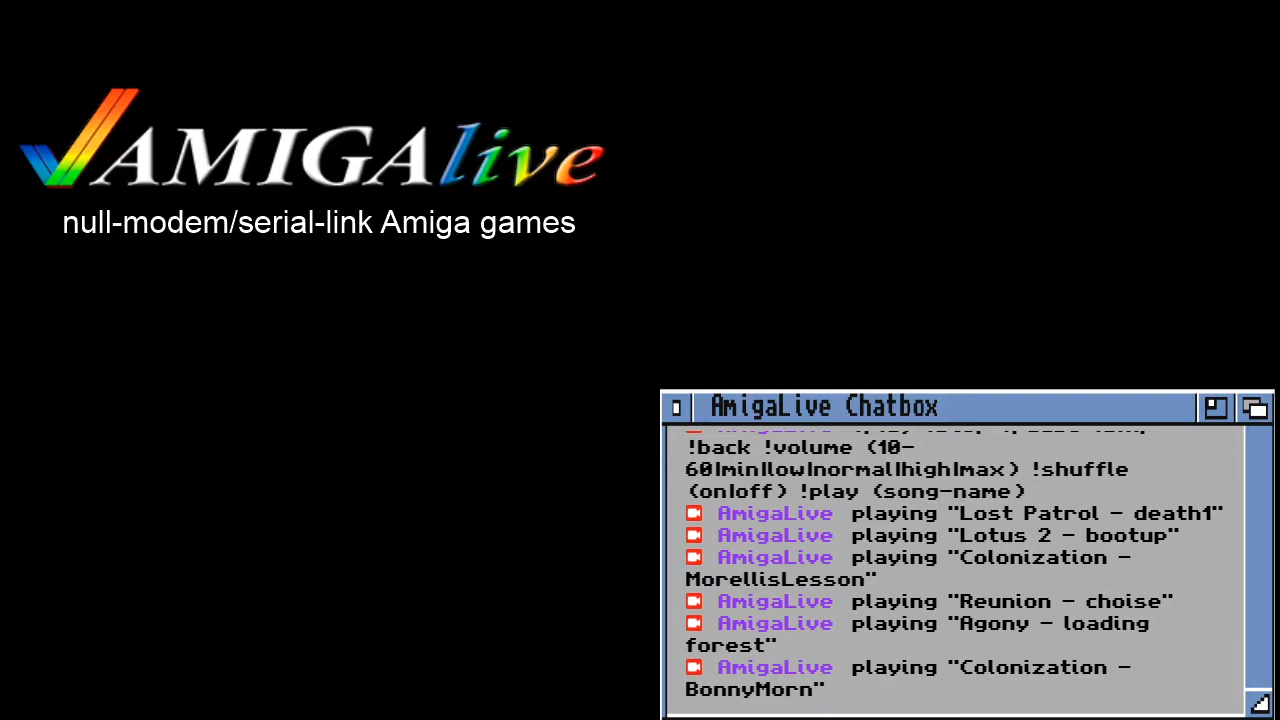 AMIGAlive
null-modem/serial-link Amiga games
AmigaLive Chatbox
!back !volume (10-
60|min|low|normal|high|max) !shuffle
(on|off) !play (song-name)
AmigaLive playing "Lost Patrol - death1"
AmigaLive playing "Lotus 2 - bootup"
AmigaLive playing "Colonization -
MorellisLesson"
AmigaLive playing "Reunion - choise"
AmigaLive playing "Agony - loading
forest"
AmigaLive playing "Colonization -
BonnyMorn"